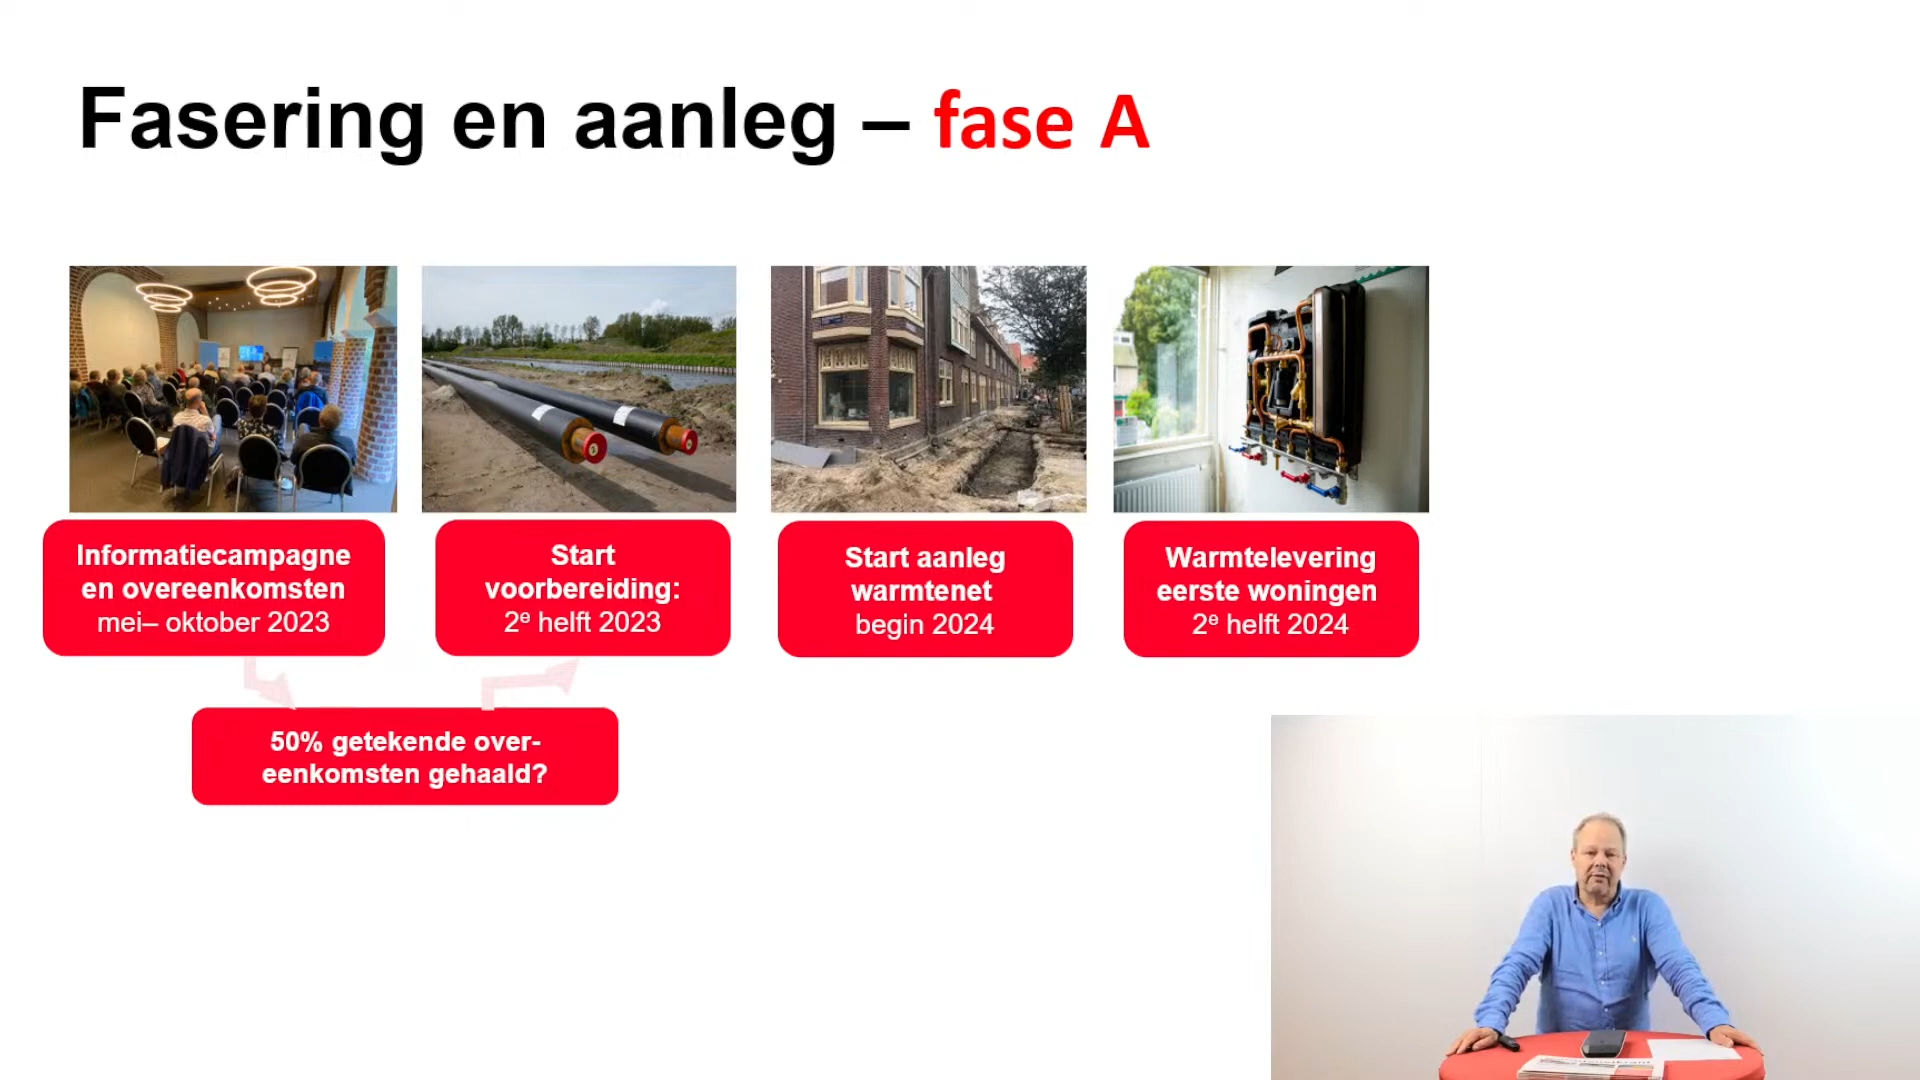 Fasering en aanleg – fase A
Informatiecampagne
en overeenkomsten
mei– oktober 2023
Start
voorbereiding:
2e helft 2023
Start aanleg
warmtenet
begin 2024
Warmtelevering
eerste woningen
2e helft 2024
50% getekende over-
eenkomsten gehaald?